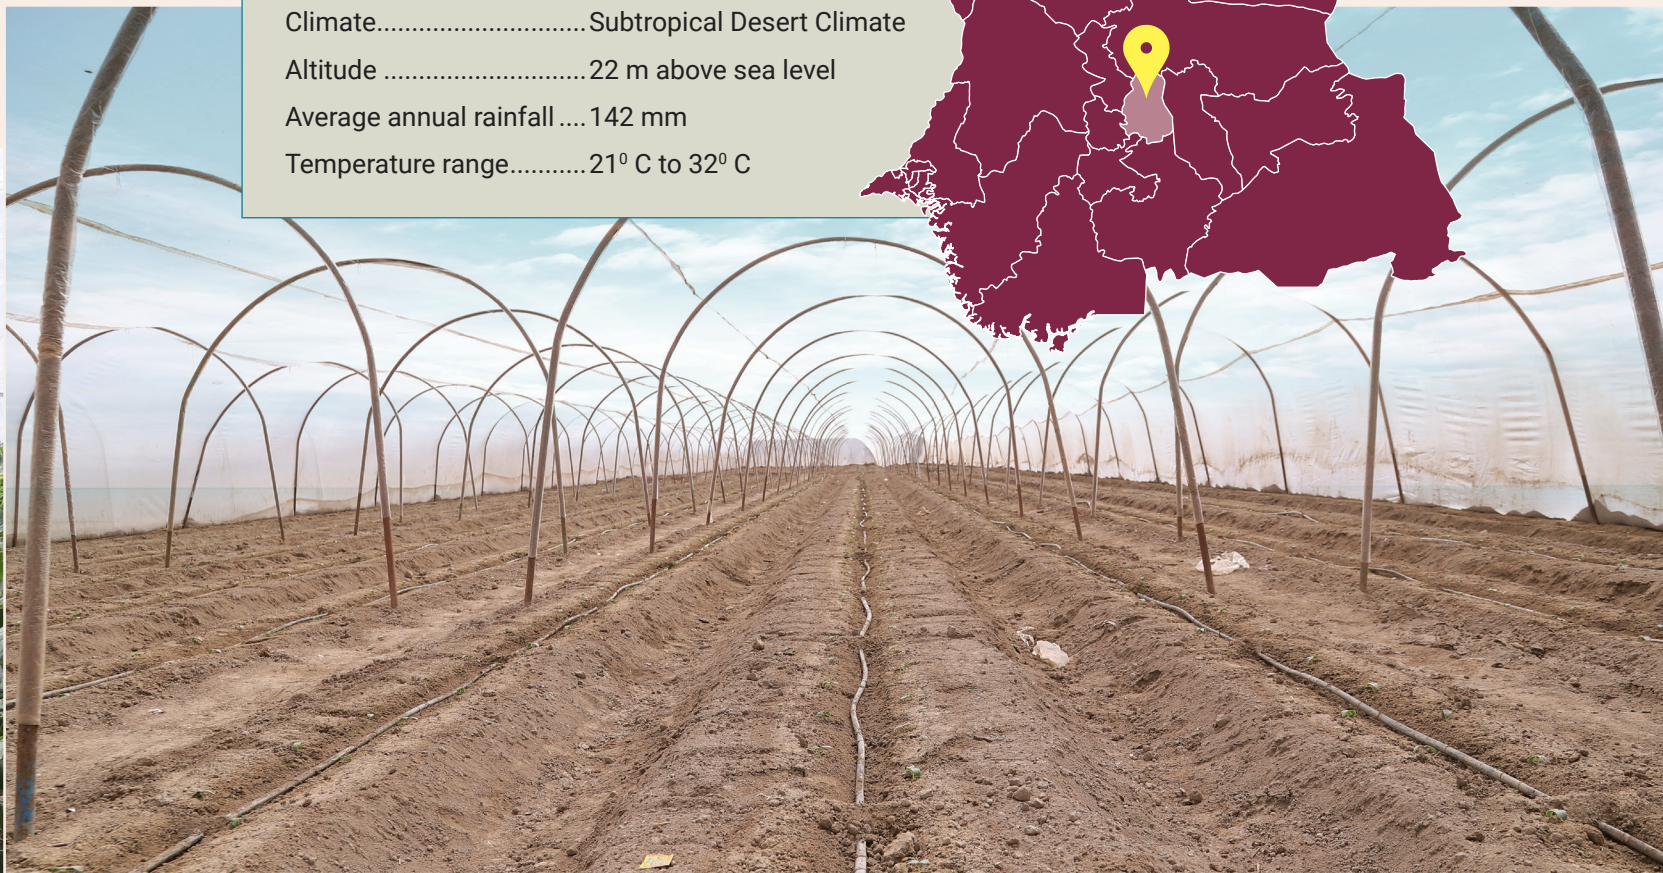 Climate.............................. Subtropical Desert Climate
Altitude ............................. 22 m above sea level
Average annual rainfall .... 142 mm
Temperature range........... 21⁰ C to 32⁰ C